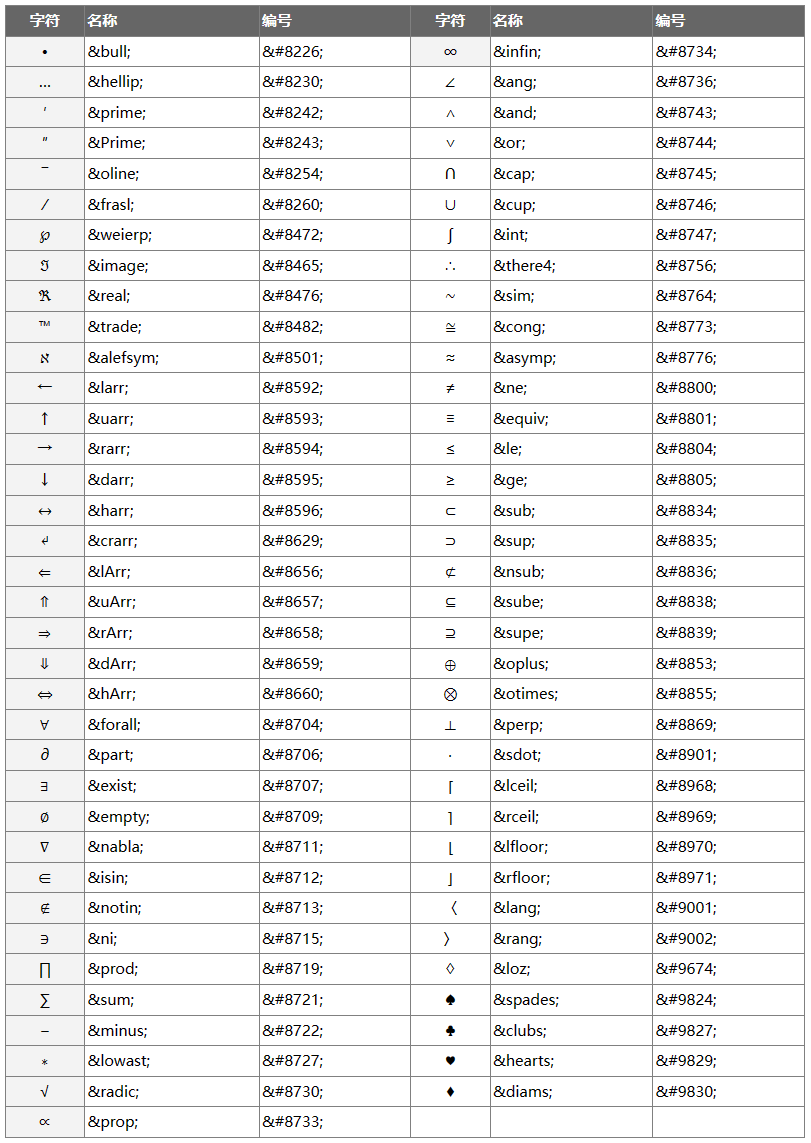 字符 名称 编号 字符 名称 编号
• &bull; &#8226; ∞ &infin; &#8734;
… &hellip; &#8230; ∠ &ang; &#8736;
′ &prime; &#8242; ∧ &and; &#8743;
″ &Prime; &#8243; ∨ &or; &#8744;
‾ &oline; &#8254; ∩ &cap; &#8745;
⁄ &frasl; &#8260; ∪ &cup; &#8746;
℘ &weierp; &#8472; ∫ &int; &#8747;
ℑ &image; &#8465; ∴ &there4; &#8756;
ℜ &real; &#8476; ∼ &sim; &#8764;
™ &trade; &#8482; ≅ &cong; &#8773;
ℵ &alefsym; &#8501; ≈ &asymp; &#8776;
← &larr; &#8592; ≠ &ne; &#8800;
↑ &uarr; &#8593; ≡ &equiv; &#8801;
→ &rarr; &#8594; ≤ &le; &#8804;
↓ &darr; &#8595; ≥ &ge; &#8805;
↔ &harr; &#8596; ⊂ &sub; &#8834;
↵ &crarr; &#8629; ⊃ &sup; &#8835;
⇐ &lArr; &#8656; ⊄ &nsub; &#8836;
⇑ &uArr; &#8657; ⊆ &sube; &#8838;
⇒ &rArr; &#8658; ⊇ &supe; &#8839;
⇓ &dArr; &#8659; ⊕ &oplus; &#8853;
⇔ &hArr; &#8660; ⊗ &otimes; &#8855;
∀ &forall; &#8704; ⊥ &perp; &#8869;
∂ &part; &#8706; ⋅ &sdot; &#8901;
∃ &exist; &#8707; ⌈ &lceil; &#8968;
∅ &empty; &#8709; ⌉ &rceil; &#8969;
∇ &nabla; &#8711; ⌊ &lfloor; &#8970;
∈ &isin; &#8712; ⌋ &rfloor; &#8971;
∉ &notin; &#8713; 〈 &lang; &#9001;
∋ &ni; &#8715; 〉 &rang; &#9002;
∏ &prod; &#8719; ◊ &loz; &#9674;
∑ &sum; &#8721; ♠ &spades; &#9824;
− &minus; &#8722; ♣ &clubs; &#9827;
∗ &lowast; &#8727; ♥ &hearts; &#9829;
√ &radic; &#8730; ♦ &diams; &#9830;
∝ &prop; &#8733;